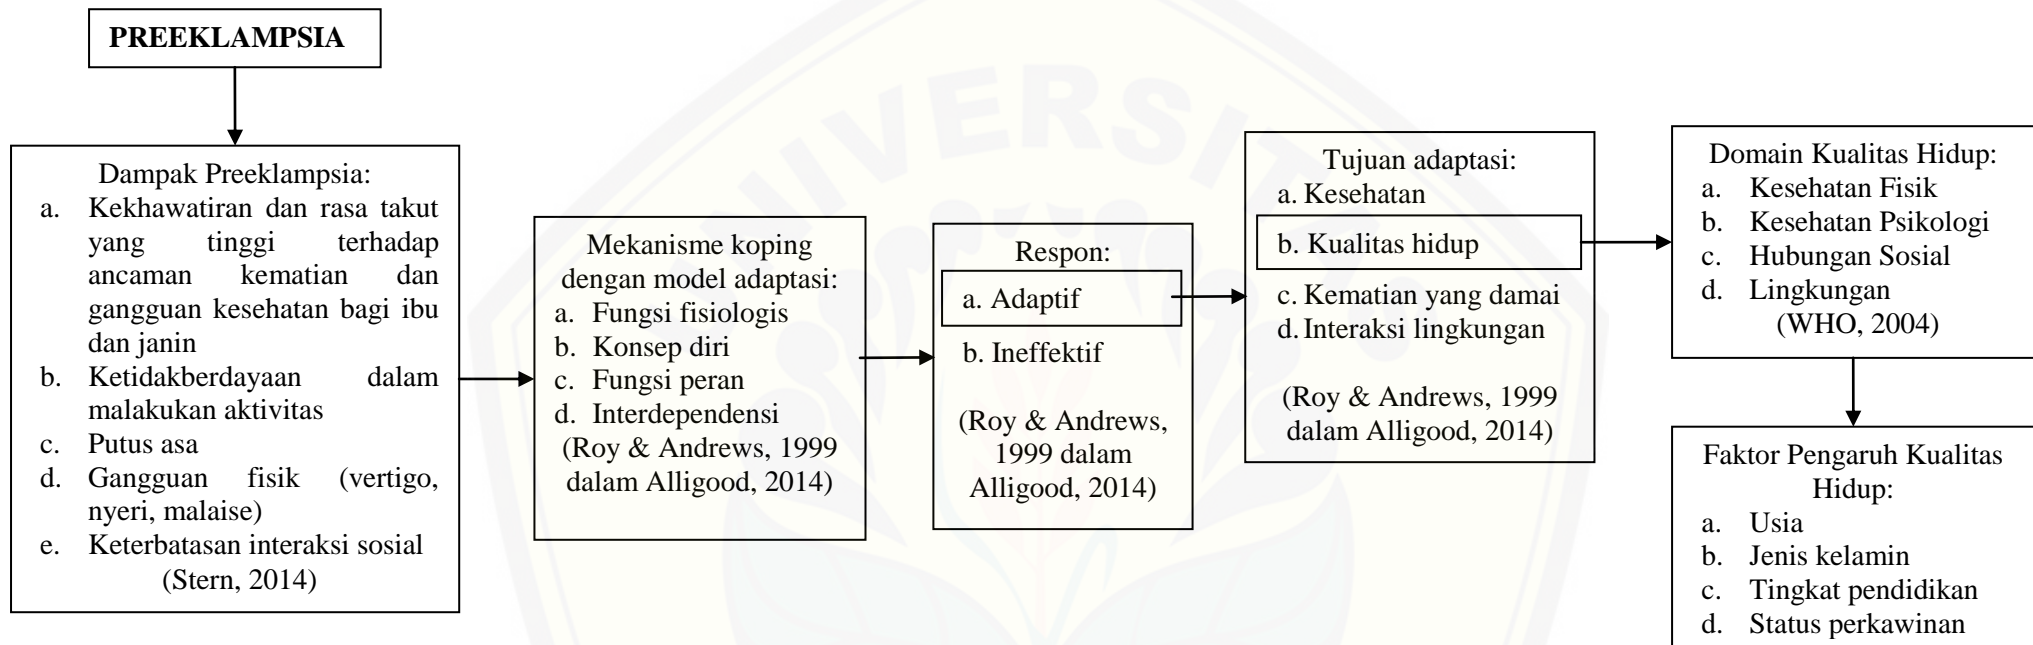 PREEKLAMPSIA
Dampak Preeklampsia:
a. Kekhawatiran dan rasa takut
yang tinggi terhadap
ancaman kematian dan
gangguan kesehatan bagi ibu
dan janin
b. Ketidakberdayaan dalam
malakukan aktivitas
c. Putus asa
d. Gangguan fisik (vertigo,
nyeri, malaise)
e. Keterbatasan interaksi sosial
(Stern, 2014)
Mekanisme koping
dengan model adaptasi:
a. Fungsi fisiologis
b. Konsep diri
c. Fungsi peran
d. Interdependensi
(Roy & Andrews, 1999
dalam Alligood, 2014)
Respon:
a. Adaptif
b. Ineffektif
(Roy & Andrews,
1999 dalam
Alligood, 2014)
Tujuan adaptasi:
a. Kesehatan
b. Kualitas hidup
c. Kematian yang damai
d. Interaksi lingkungan
(Roy & Andrews, 1999
dalam Alligood, 2014)
Domain Kualitas Hidup:
a. Kesehatan Fisik
b. Kesehatan Psikologi
c. Hubungan Sosial
d. Lingkungan
(WHO, 2004)
Faktor Pengaruh Kualitas
Hidup:
a. Usia
b. Jenis kelamin
c. Tingkat pendidikan
d. Status perkawinan
UNIVERSITA